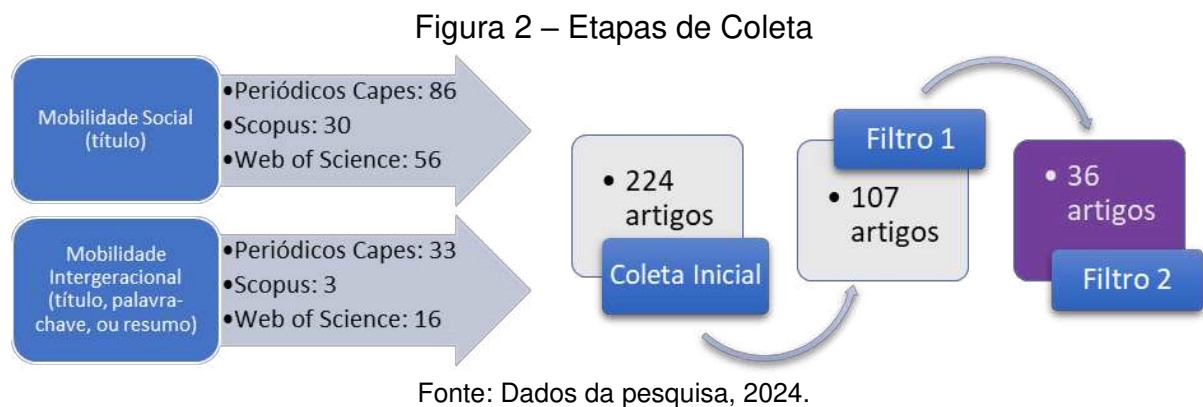 Figura 2 – Etapas de Coleta
Mobilidade Social
(título)
•Periódicos Capes: 86
•Scopus: 30
•Web of Science: 56
Mobilidade
Intergeracional
(título, palavra-
chave, ou resumo)
•Periódicos Capes: 33
•Scopus: 3
•Web of Science: 16
• 224
artigos
Coleta Inicial
Filtro 1
• 107
artigos
• 36
artigos
Filtro 2
Fonte: Dados da pesquisa, 2024.